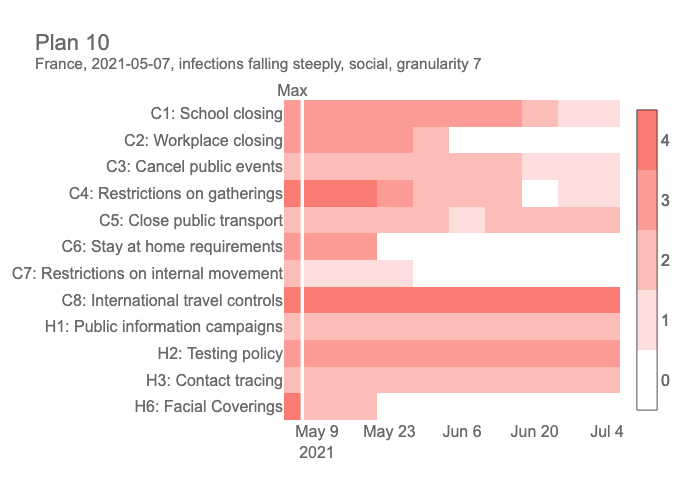 Plan 10
France, 2021-05-07, infections falling steeply, social, granularity 7
Max
C1: School closing
C2: Workplace closing
C3: Cancel public events
C4: Restrictions on gatherings
C5: Close public transport
C6: Stay at home requirements
C7: Restrictions on internal movement
C8: International travel controls
H1: Public information campaigns
H2: Testing policy
H3: Contact tracing
H6: Facial Coverings
4
3
2
1
0
May 9 May 23 Jun 6 Jun 20 Jul 4
2021